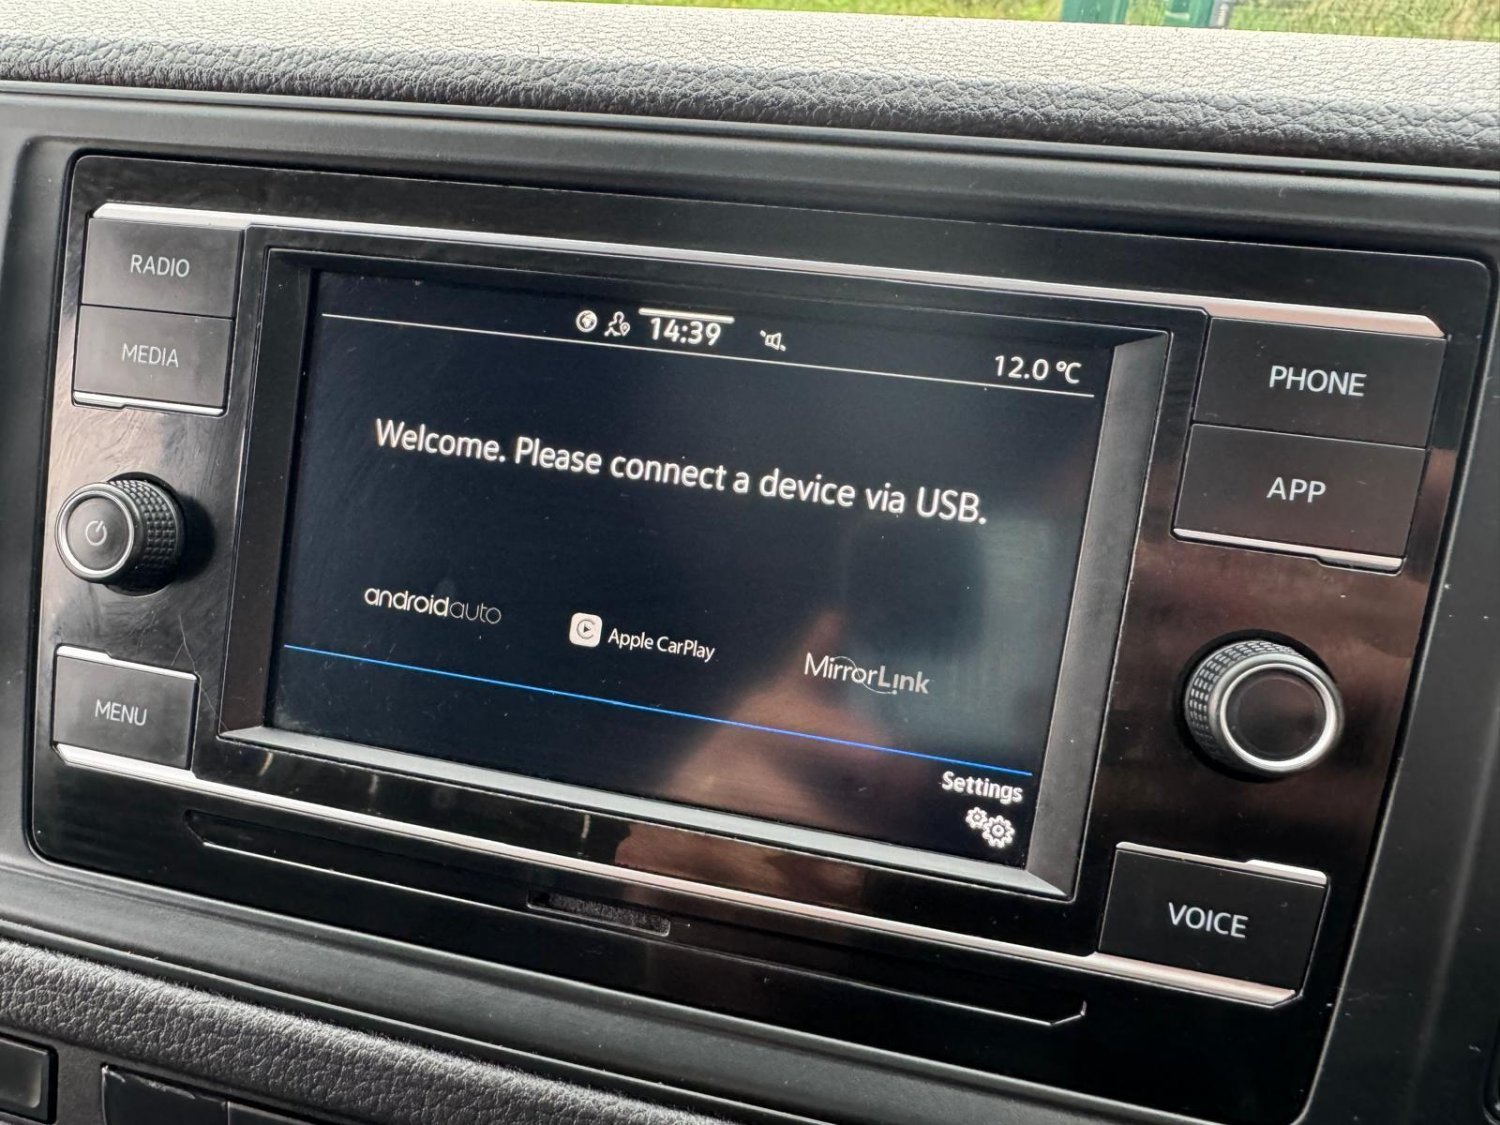 RADIO
MEDIA
MENU
14:39
12.0 °C
Welcome. Please connect a device via USB.
androidauto
Apple CarPlay
MirrorLink
Settings
PHONE
APP
VOICE